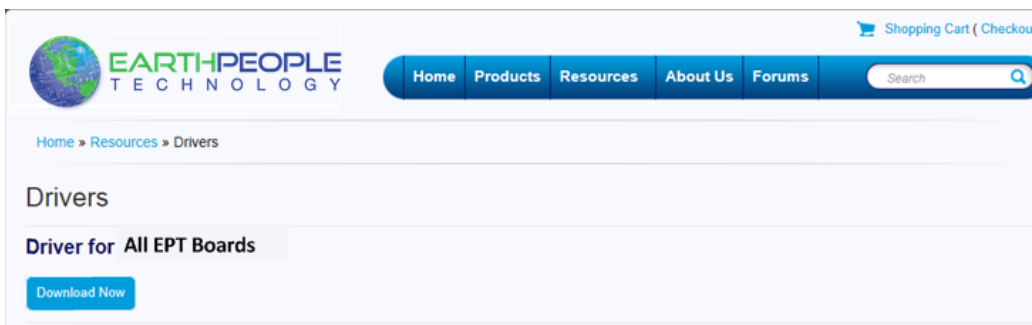 Shopping Cart ( Checkou
EARTHPEOPLE
TECHNOLOGY
Home Products Resources About Us Forums Search
Home » Resources » Drivers
Drivers
Driver for All EPT Boards
Download Now